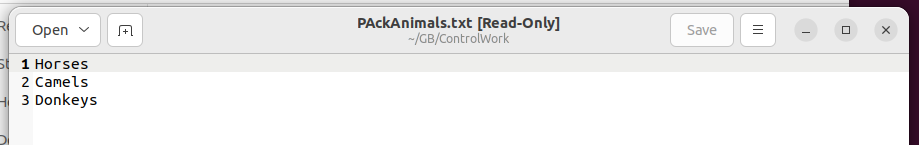 Open
PAckAnimals.txt [Read-Only]
~/GB/ControlWork
Save
1 Horses
2 Camels
3 Donkeys